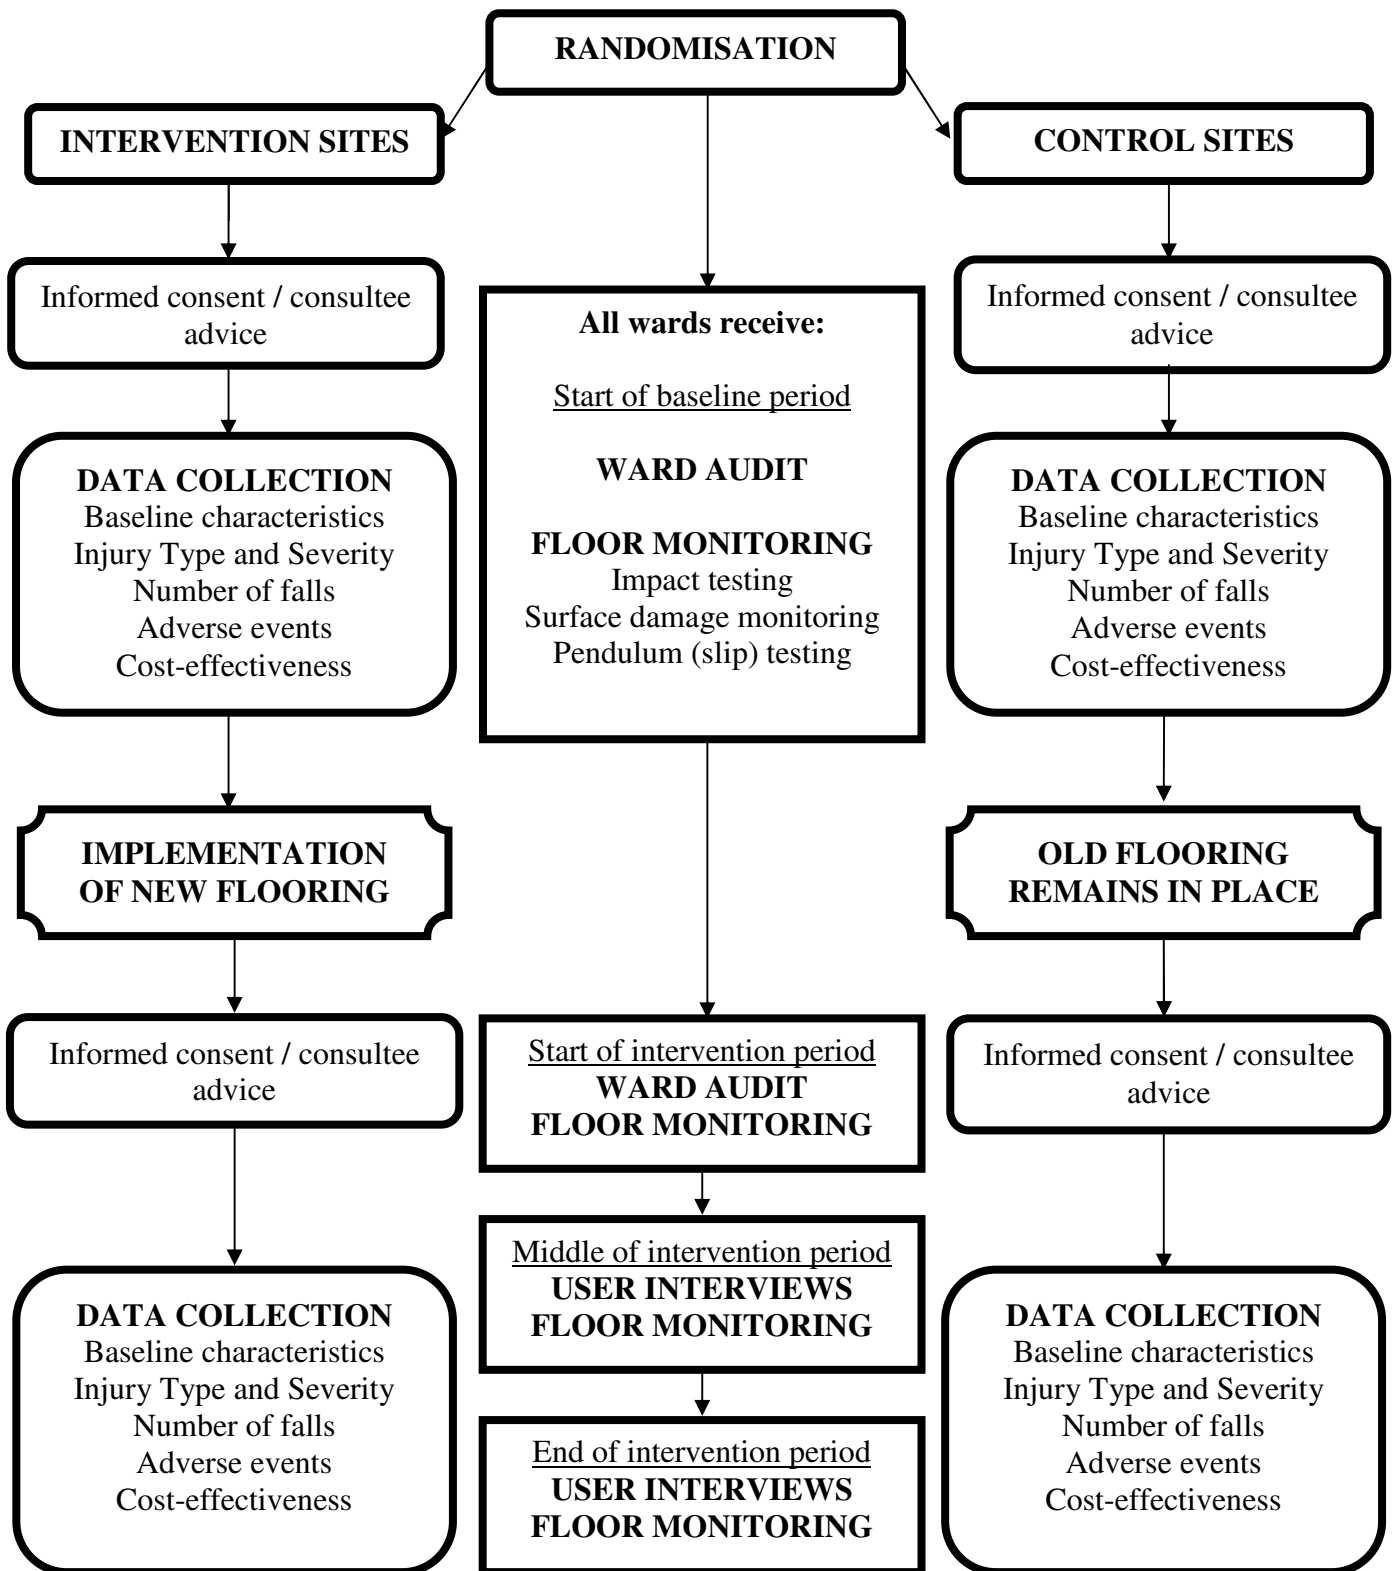 RANDOMISATION
INTERVENTION SITES
CONTROL SITES
Informed consent / consultee
advice
All wards receive:
Start of baseline period
WARD AUDIT
FLOOR MONITORING
Impact testing
Surface damage monitoring
Pendulum (slip) testing
Informed consent / consultee
advice
DATA COLLECTION
Baseline characteristics
Injury Type and Severity
Number of falls
Adverse events
Cost-effectiveness
DATA COLLECTION
Baseline characteristics
Injury Type and Severity
Number of falls
Adverse events
Cost-effectiveness
IMPLEMENTATION
OF NEW FLOORING
OLD FLOORING
REMAINS IN PLACE
Informed consent / consultee
advice
Start of intervention period
WARD AUDIT
FLOOR MONITORING
Informed consent / consultee
advice
Middle of intervention period
USER INTERVIEWS
FLOOR MONITORING
DATA COLLECTION
Baseline characteristics
Injury Type and Severity
Number of falls
Adverse events
Cost-effectiveness
End of intervention period
USER INTERVIEWS
FLOOR MONITORING
DATA COLLECTION
Baseline characteristics
Injury Type and Severity
Number of falls
Adverse events
Cost-effectiveness